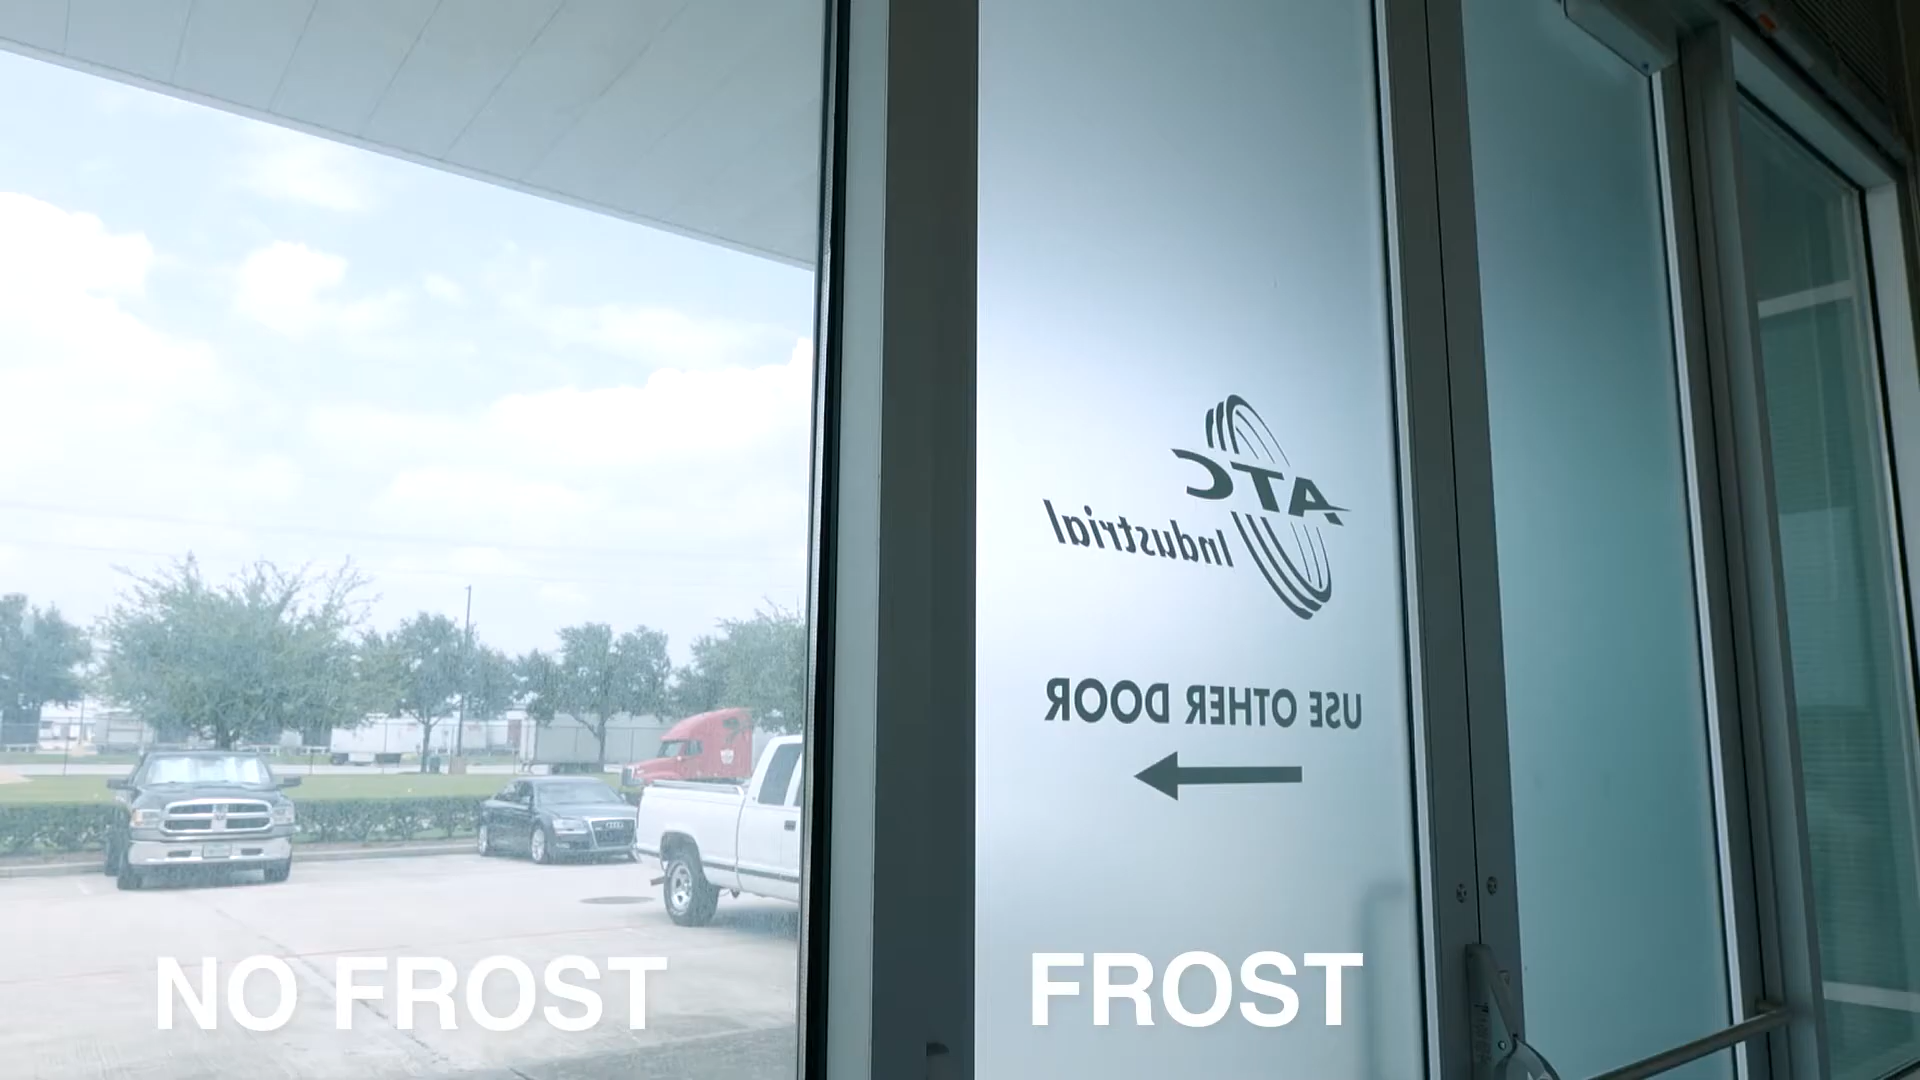 ATC
Industrial
USE OTHER DOOR
NO FROST
FROST